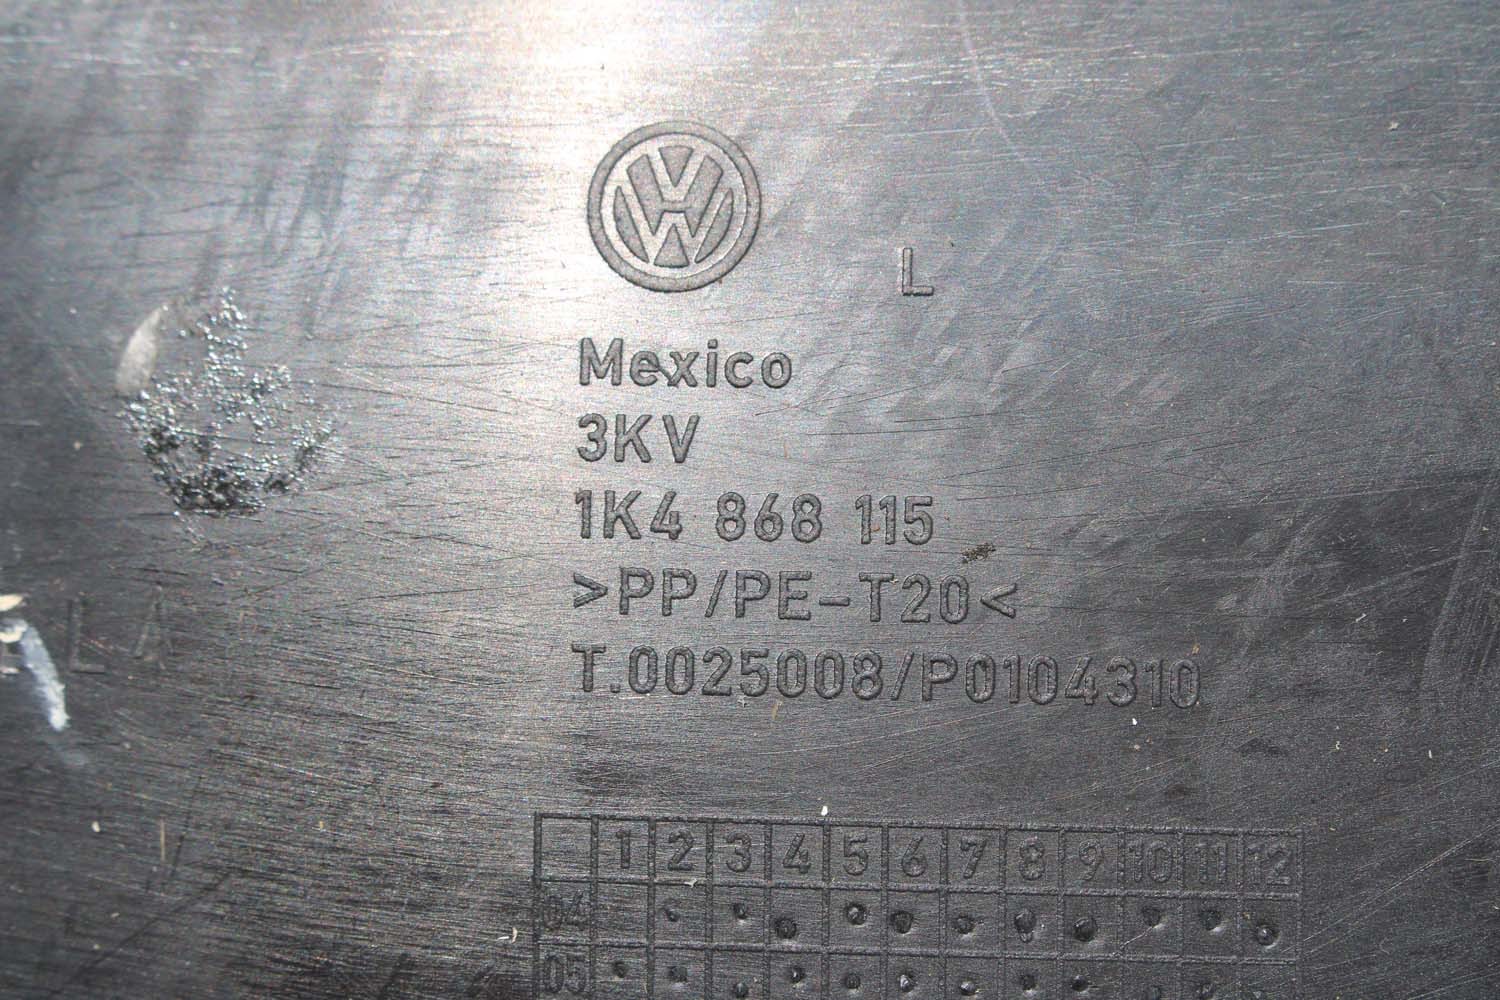 L
Mexico
3KV
1K4 868 115
>PP/PE-T20<
T.0025008/P0104310
1 2 3 4 5 6 7 8 9 10 11 12
04
05